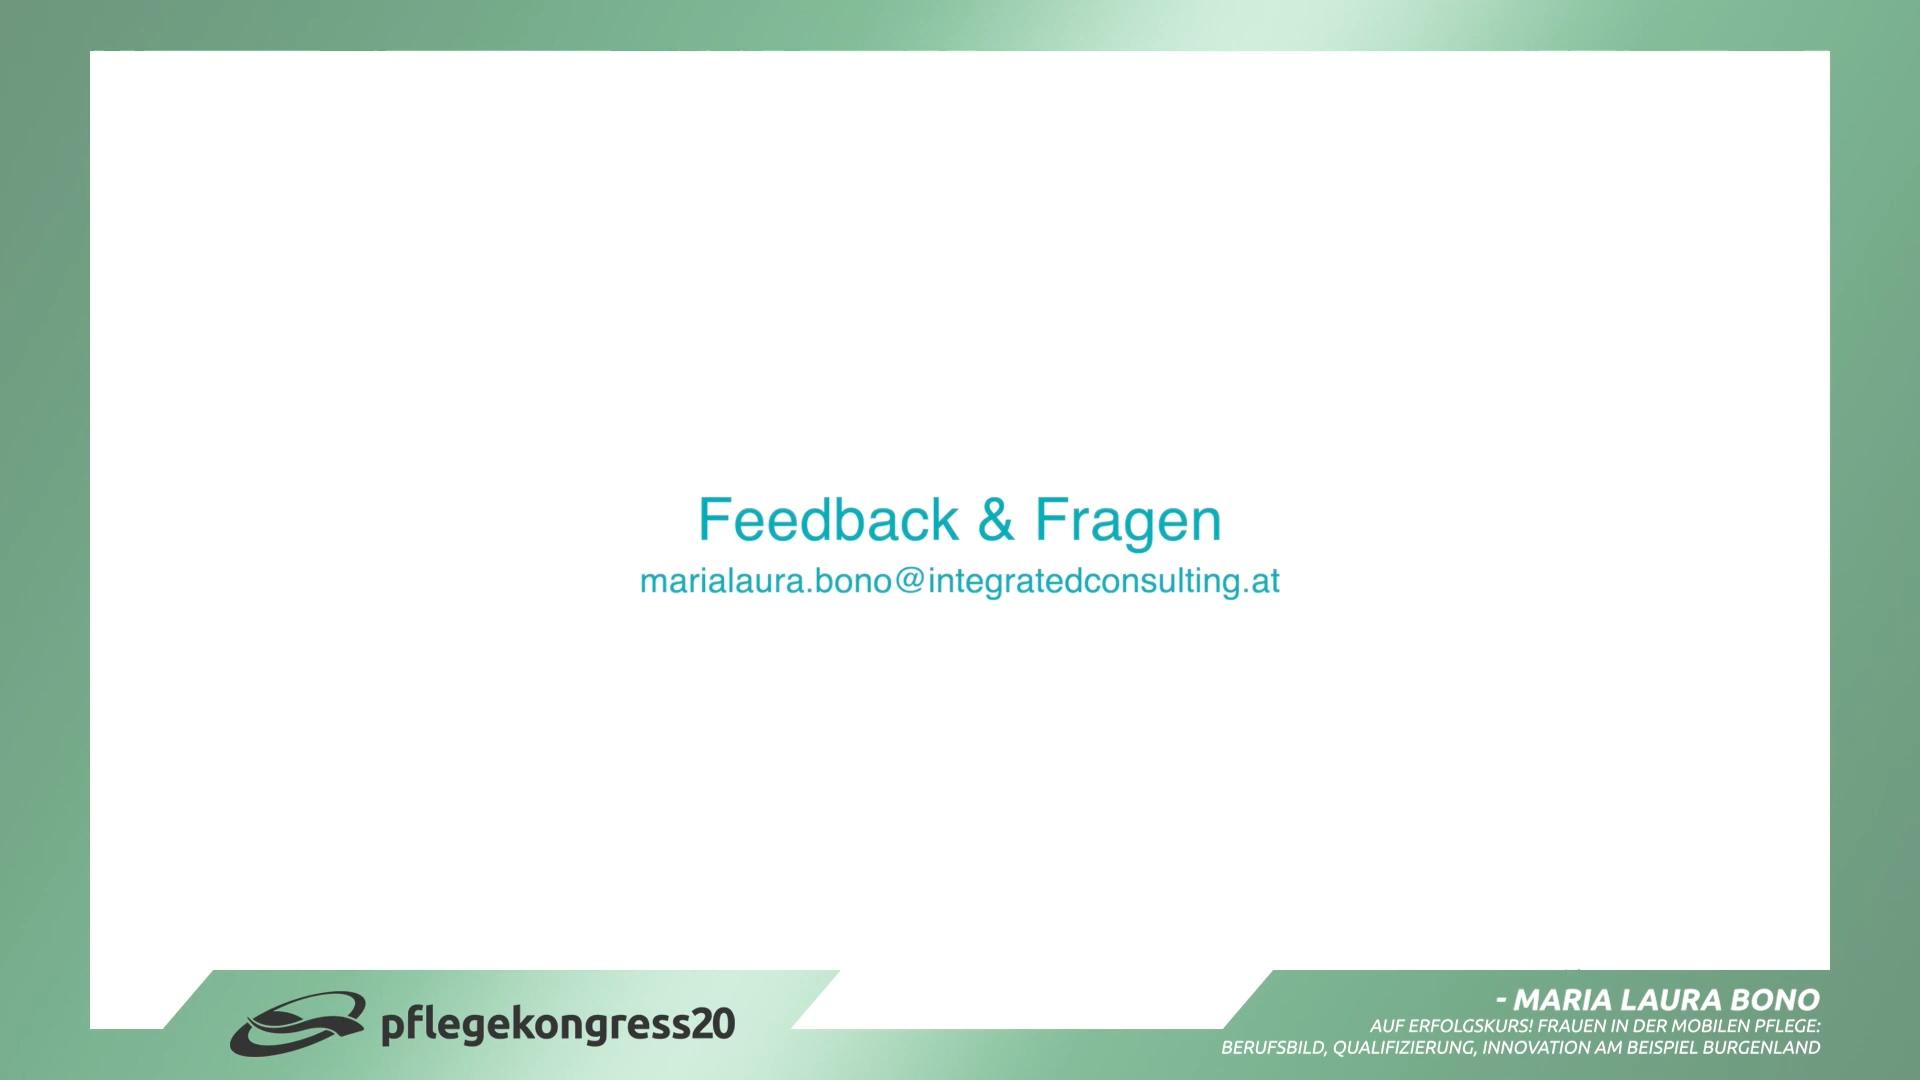 Feedback & Fragen
marialaura.bono@integratedconsulting.at
pflegekongress20
- MARIA LAURA BONO
AUF ERFOLGSKURS! FRAUEN IN DER MOBILEN PFLEGE:
BERUFSBILD, QUALIFIZIERUNG, INNOVATION AM BEISPIEL BURGENLAND